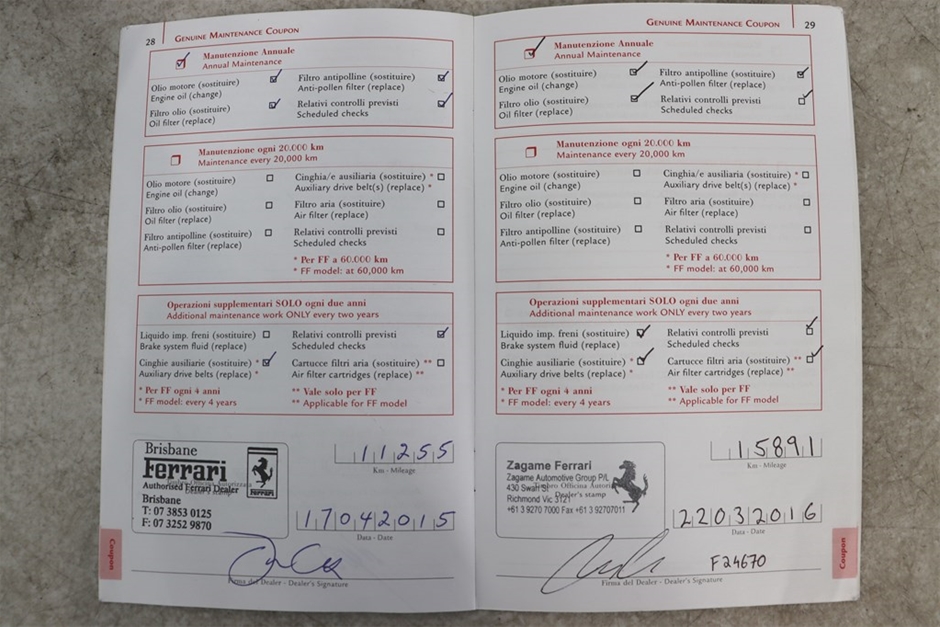 28 GENUINE MAINTENANCE COUPON
Manutenzione Annuale
Annual Maintenance
Olio motore (sostituire)
Engine oil (change)
Filtro olio (sostituire)
Oil filter (replace)
Filtro antipolline (sostituire)
Anti-pollen filter (replace)
Relativi controlli previsti
Scheduled checks
Manutenzione ogni 20.000 km
Maintenance every 20,000 km
Olio motore (sostituire)
Engine oil (change)
Filtro olio (sostituire)
Oil filter (replace)
Filtro antipolline (sostituire)
Anti-pollen filter (replace)
Cinghia/e ausiliaria (sostituire) *
Auxiliary drive belt(s) (replace) *
Filtro aria (sostituire)
Air filter (replace)
Relativi controlli previsti
Scheduled checks
* Per FF a 60.000 km
* FF model: at 60,000 km
Operazioni supplementari SOLO ogni due anni
Additional maintenance work ONLY every two years
Liquido imp. freni (sostituire)
Brake system fluid (replace)
Cinghie ausiliarie (sostituire) *
Auxiliary drive belts (replace) *
Relativi controlli previsti
Scheduled checks
Cartucce filtri aria (sostituire) **
Air filter cartridges (replace) **
* Per FF ogni 4 anni
* FF model: every 4 years
** Vale solo per FF
** Applicable for FF model
Brisbane
Ferrari
Authorised Ferrari Dealer
Brisbane
T: 07 3853 0125
F: 07 3252 9870
Ferrari
11255
Km - Mileage
17042015
Data - Date
Firma del Dealer - Dealer's Signature
Coupon
GENUINE MAINTENANCE COUPON 29
Manutenzione Annuale
Annual Maintenance
Olio motore (sostituire)
Engine oil (change)
Filtro olio (sostituire)
Oil filter (replace)
Filtro antipolline (sostituire)
Anti-pollen filter (replace)
Relativi controlli previsti
Scheduled checks
Manutenzione ogni 20.000 km
Maintenance every 20,000 km
Olio motore (sostituire)
Engine oil (change)
Filtro olio (sostituire)
Oil filter (replace)
Filtro antipolline (sostituire)
Anti-pollen filter (replace)
Cinghia/e ausiliaria (sostituire) *
Auxiliary drive belt(s) (replace) *
Filtro aria (sostituire)
Air filter (replace)
Relativi controlli previsti
Scheduled checks
* Per FF a 60.000 km
* FF model: at 60,000 km
Operazioni supplementari SOLO ogni due anni
Additional maintenance work ONLY every two years
Liquido imp. freni (sostituire)
Brake system fluid (replace)
Cinghie ausiliarie (sostituire) *
Auxiliary drive belts (replace) *
Relativi controlli previsti
Scheduled checks
Cartucce filtri aria (sostituire) **
Air filter cartridges (replace) **
* Per FF ogni 4 anni
* FF model: every 4 years
** Vale solo per FF
** Applicable for FF model
Zagame Ferrari
Zagame Automotive Group P/L
430 Swan St
Richmond Vic 3121
+61 3 9270 7000 Fax +61 3 92707011
Officina
Dealer's stamp
15891
Km - Mileage
22032016
Data - Date
F24670
Firma del Dealer - Dealer's Signature
Coupon